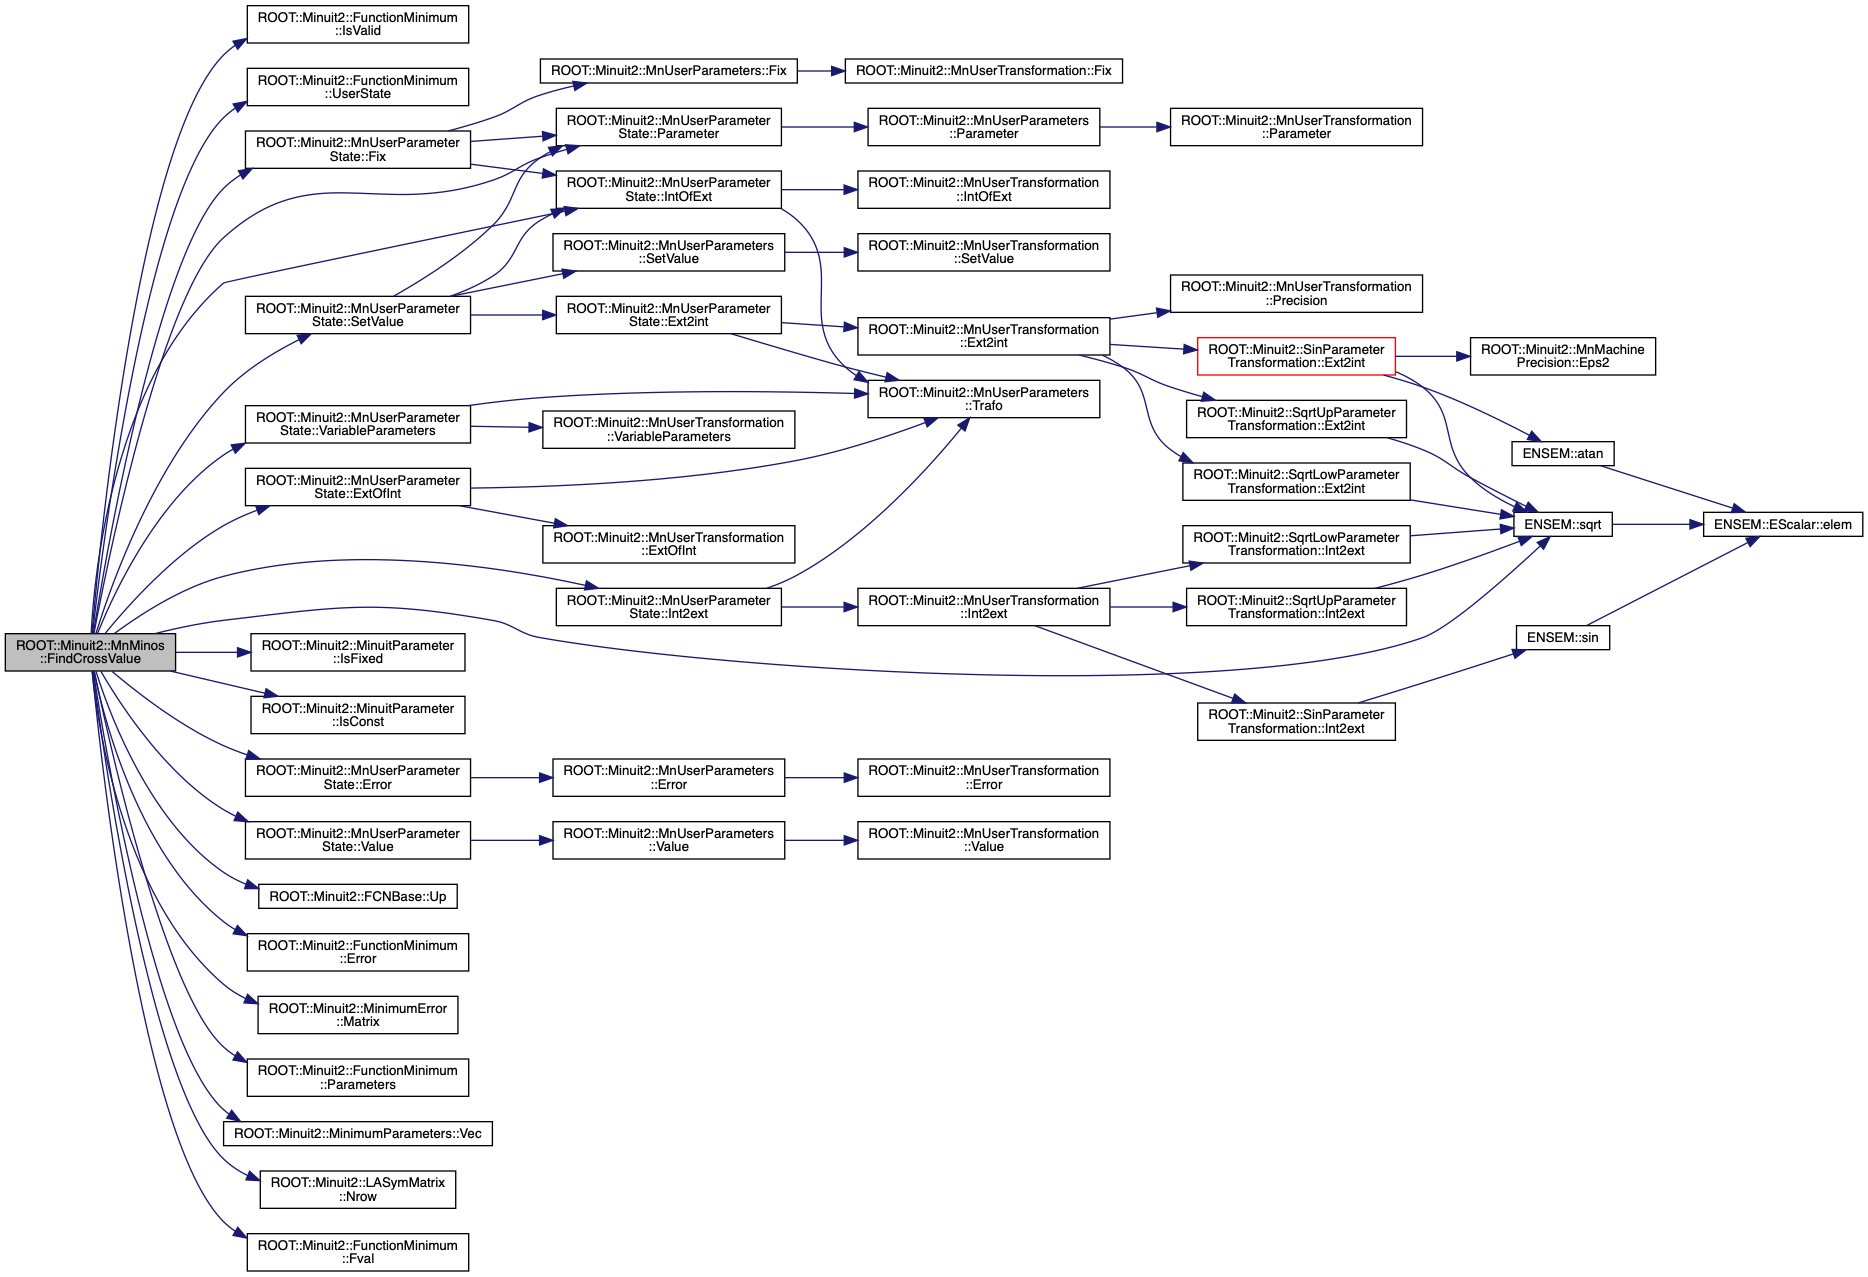 ROOT::Minuit2::MnMinos
::FindCrossValue
ROOT::Minuit2::FunctionMinimum
::IsValid
ROOT::Minuit2::FunctionMinimum
::UserState
ROOT::Minuit2::MnUserParameter
State::Fix
ROOT::Minuit2::MnUserParameter
State::SetValue
ROOT::Minuit2::MnUserParameter
State::VariableParameters
ROOT::Minuit2::MnUserParameter
State::ExtOfInt
ROOT::Minuit2::MinuitParameter
::IsFixed
ROOT::Minuit2::MinuitParameter
::IsConst
ROOT::Minuit2::MnUserParameter
State::Error
ROOT::Minuit2::MnUserParameter
State::Value
ROOT::Minuit2::FCNBase::Up
ROOT::Minuit2::FunctionMinimum
::Error
ROOT::Minuit2::MinimumError
::Matrix
ROOT::Minuit2::FunctionMinimum
::Parameters
ROOT::Minuit2::MinimumParameters::Vec
ROOT::Minuit2::LASymMatrix
::Nrow
ROOT::Minuit2::FunctionMinimum
::Fval
ROOT::Minuit2::MnUserParameters::Fix
ROOT::Minuit2::MnUserParameter
State::Parameter
ROOT::Minuit2::MnUserParameter
State::IntOfExt
ROOT::Minuit2::MnUserParameters
::SetValue
ROOT::Minuit2::MnUserParameter
State::Ext2int
ROOT::Minuit2::MnUserTransformation
::VariableParameters
ROOT::Minuit2::MnUserTransformation
::ExtOfInt
ROOT::Minuit2::MnUserParameter
State::Int2ext
ROOT::Minuit2::MnUserParameters
::Error
ROOT::Minuit2::MnUserParameters
::Value
ROOT::Minuit2::MnUserTransformation::Fix
ROOT::Minuit2::MnUserParameters
::Parameter
ROOT::Minuit2::MnUserTransformation
::IntOfExt
ROOT::Minuit2::MnUserTransformation
::SetValue
ROOT::Minuit2::MnUserTransformation
::Ext2int
ROOT::Minuit2::MnUserParameters
::Trafo
ROOT::Minuit2::MnUserTransformation
::Int2ext
ROOT::Minuit2::MnUserTransformation
::Error
ROOT::Minuit2::MnUserTransformation
::Value
ROOT::Minuit2::MnUserTransformation
::Parameter
ROOT::Minuit2::MnUserTransformation
::Precision
ROOT::Minuit2::SinParameter
Transformation::Ext2int
ROOT::Minuit2::SqrtUpParameter
Transformation::Ext2int
ROOT::Minuit2::SqrtLowParameter
Transformation::Ext2int
ROOT::Minuit2::SqrtLowParameter
Transformation::Int2ext
ROOT::Minuit2::SqrtUpParameter
Transformation::Int2ext
ROOT::Minuit2::SinParameter
Transformation::Int2ext
ROOT::Minuit2::MnMachine
Precision::Eps2
ENSEM::atan
ENSEM::sqrt
ENSEM::sin
ENSEM::EScalar::elem